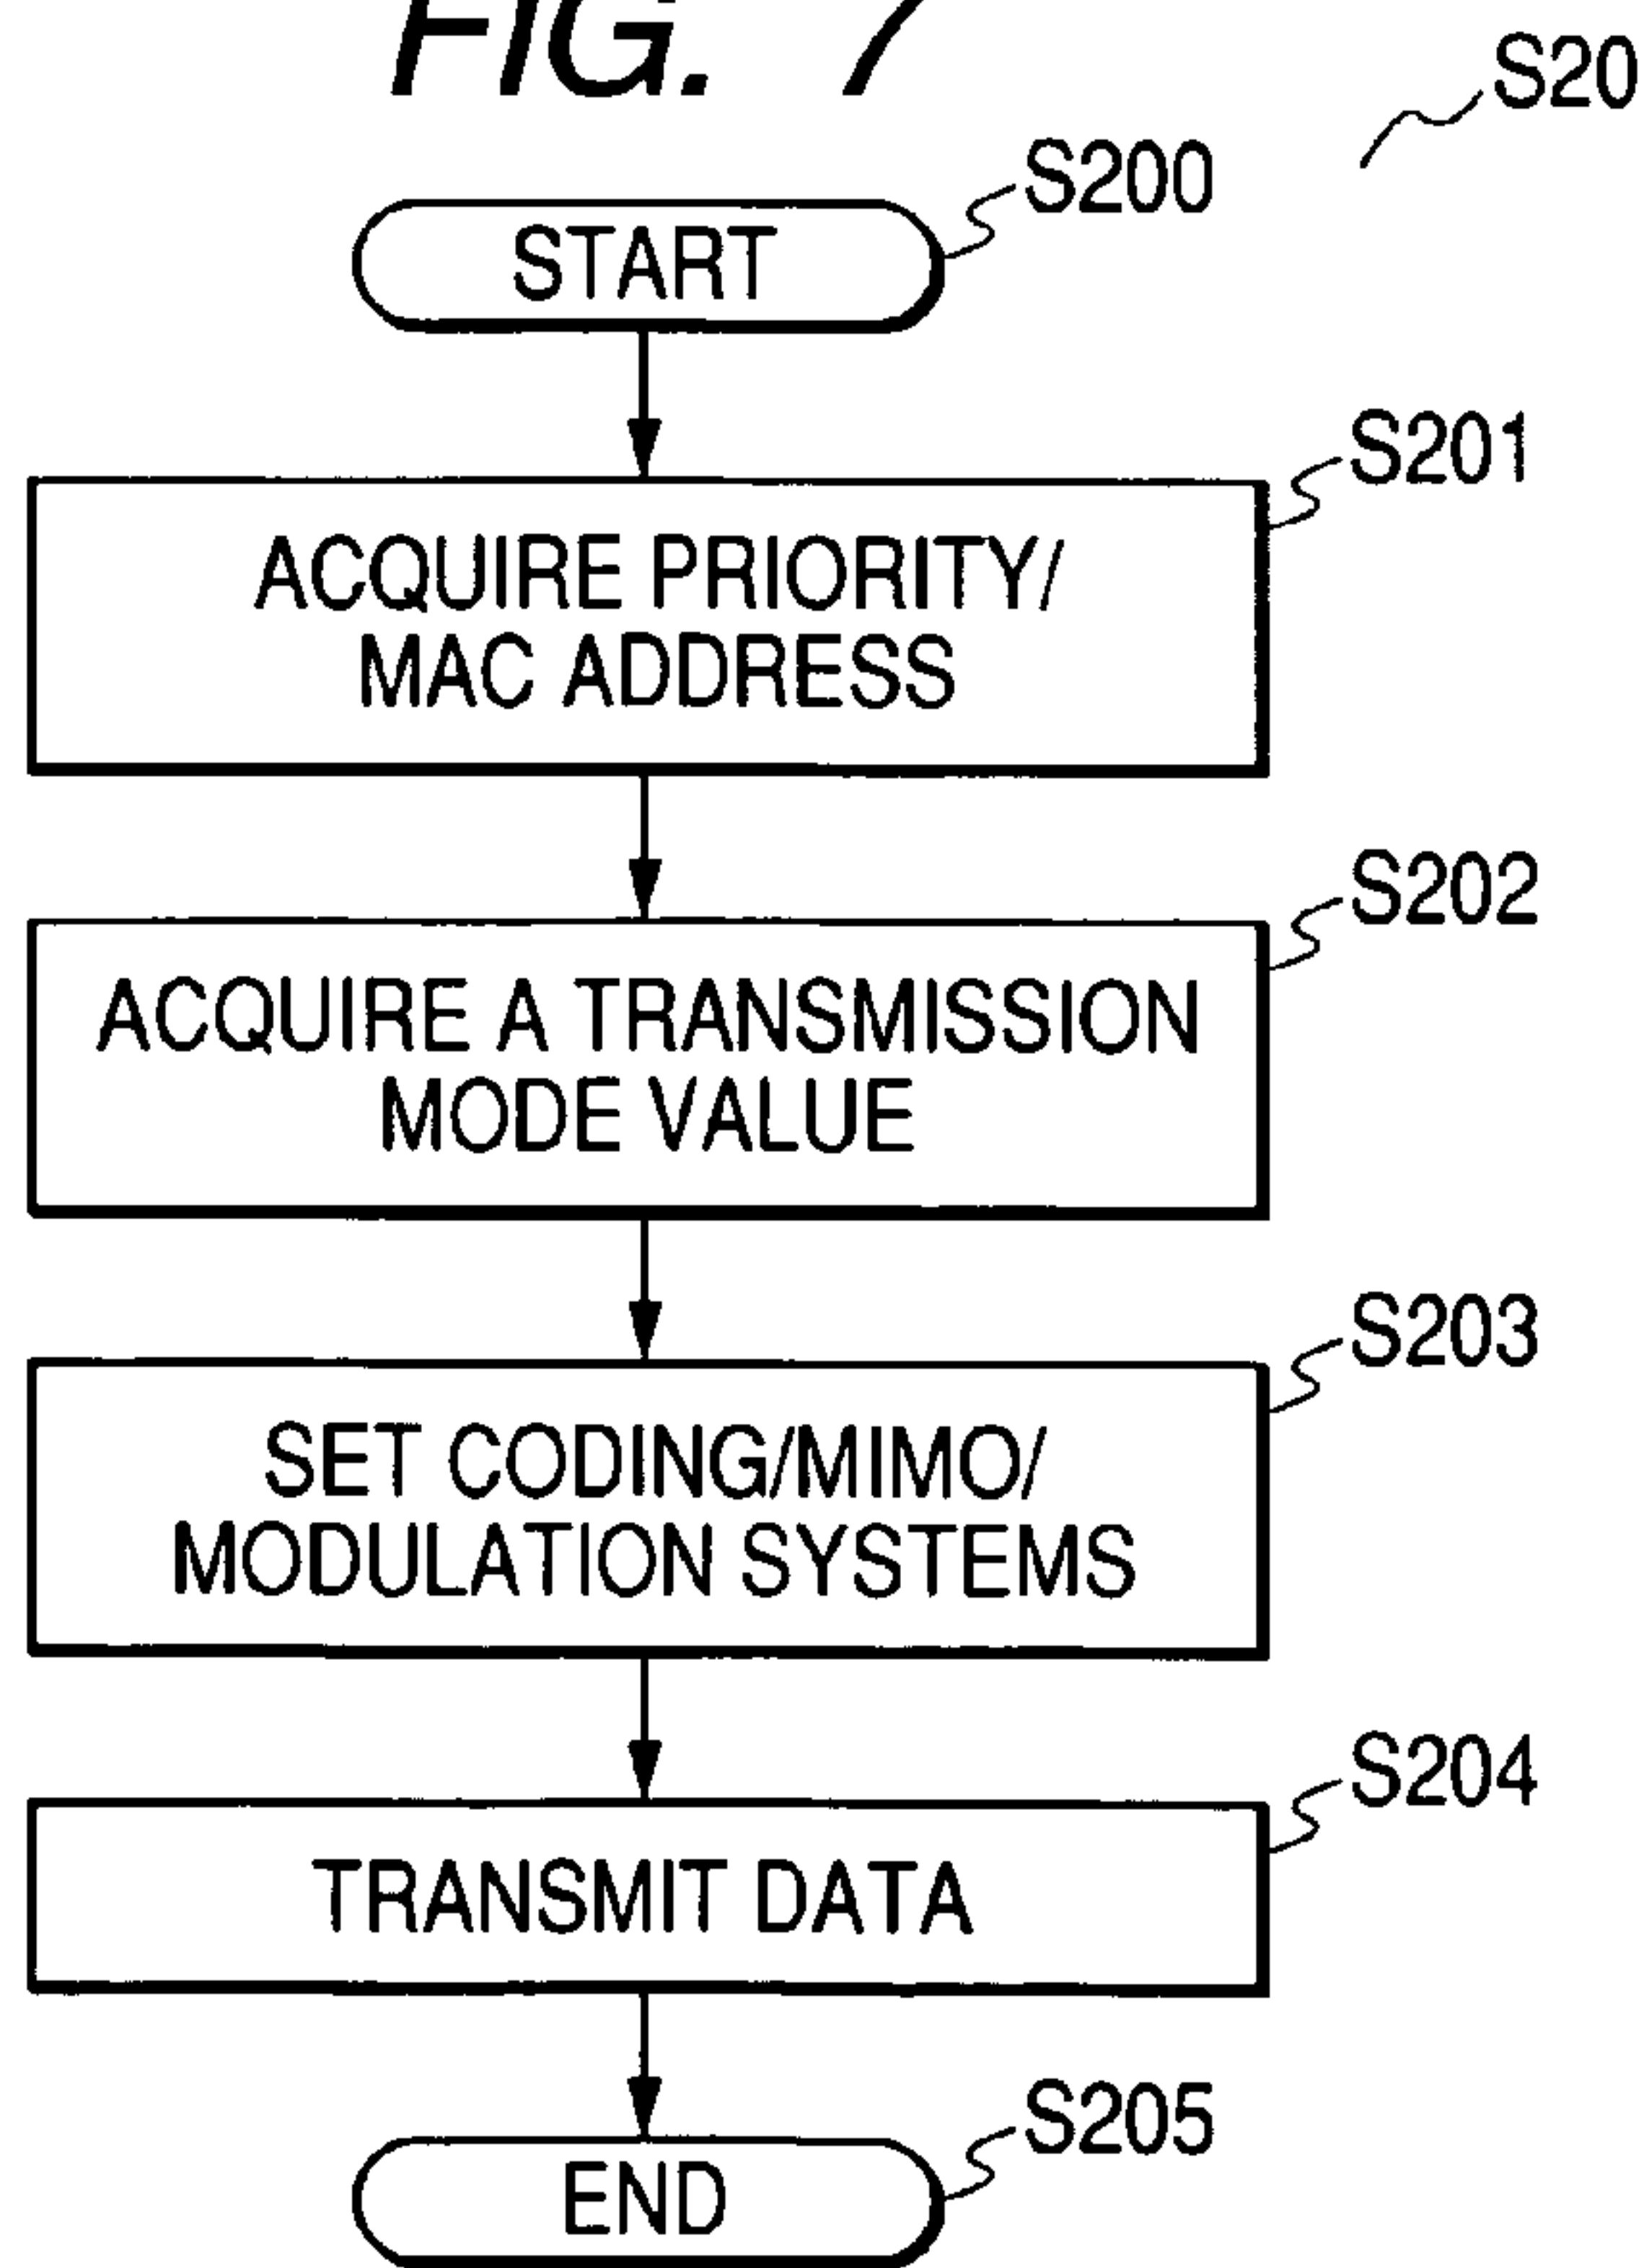 FIG. 7
S20
S200
START
S201
ACQUIRE PRIORITY/
MAC ADDRESS
S202
ACQUIRE A TRANSMISSION
MODE VALUE
S203
SET CODING/MIMO/
MODULATION SYSTEMS
S204
TRANSMIT DATA
S205
END